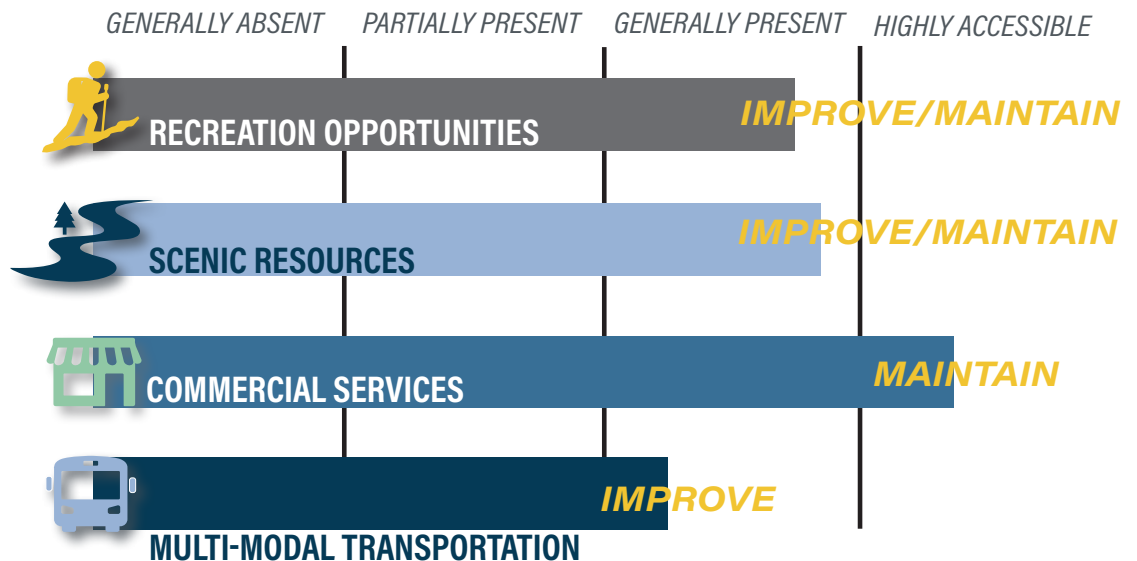 GENERALLY ABSENT
PARTIALLY PRESENT
GENERALLY PRESENT
HIGHLY ACCESSIBLE
RECREATION OPPORTUNITIES
IMPROVE/MAINTAIN
SCENIC RESOURCES
IMPROVE/MAINTAIN
COMMERCIAL SERVICES
MAINTAIN
IMPROVE
MULTI-MODAL TRANSPORTATION